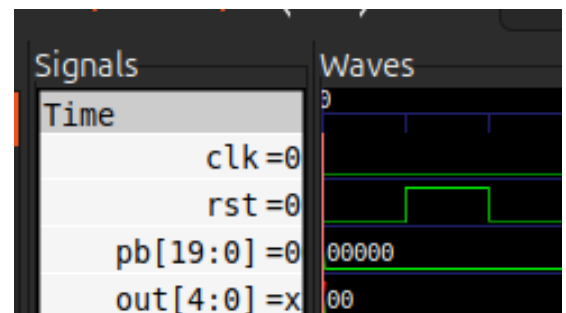 Signals
Waves
Time
0
clk =0
rst =0
pb[19:0] =0
00000
out[4:0] =x
00